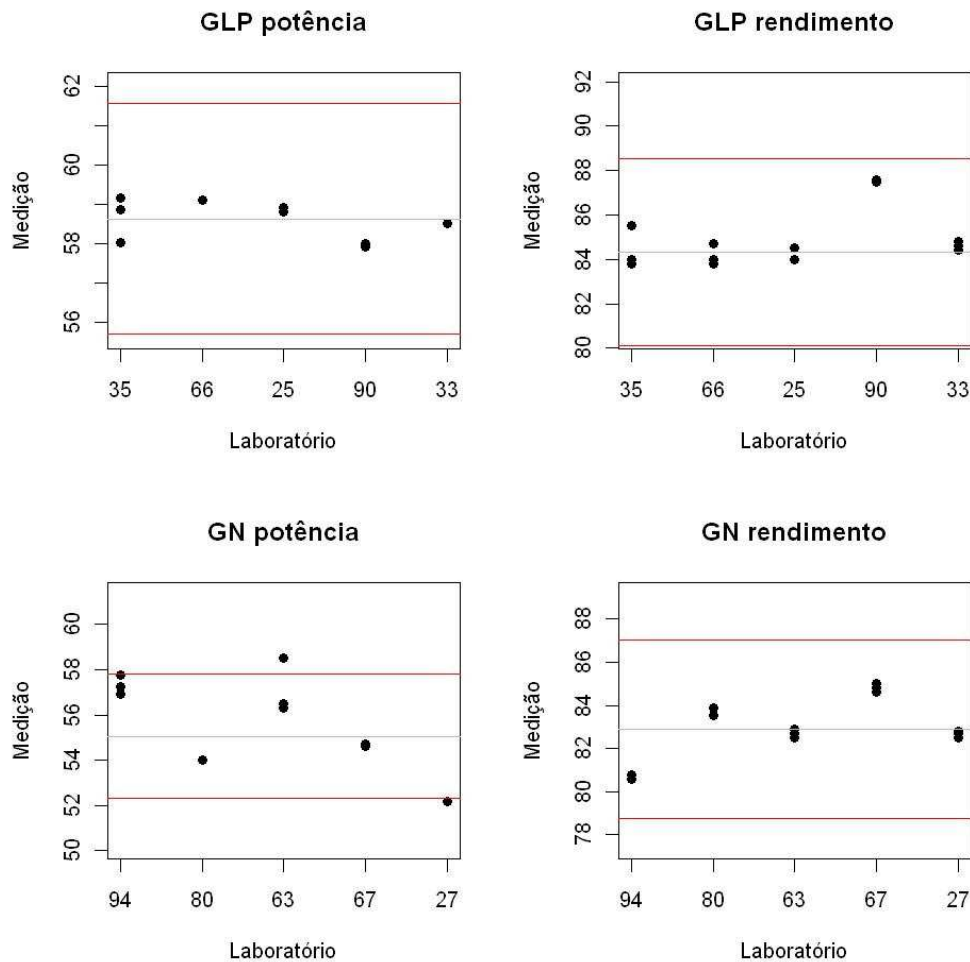 GLP potência
Medição
62
60
58
56
35 66 25 90 33
Laboratório
GLP rendimento
Medição
92
90
88
86
84
82
80
35 66 25 90 33
Laboratório
GN potência
Medição
60
58
56
54
52
50
94 80 63 67 27
Laboratório
GN rendimento
Medição
88
86
84
82
80
78
94 80 63 67 27
Laboratório